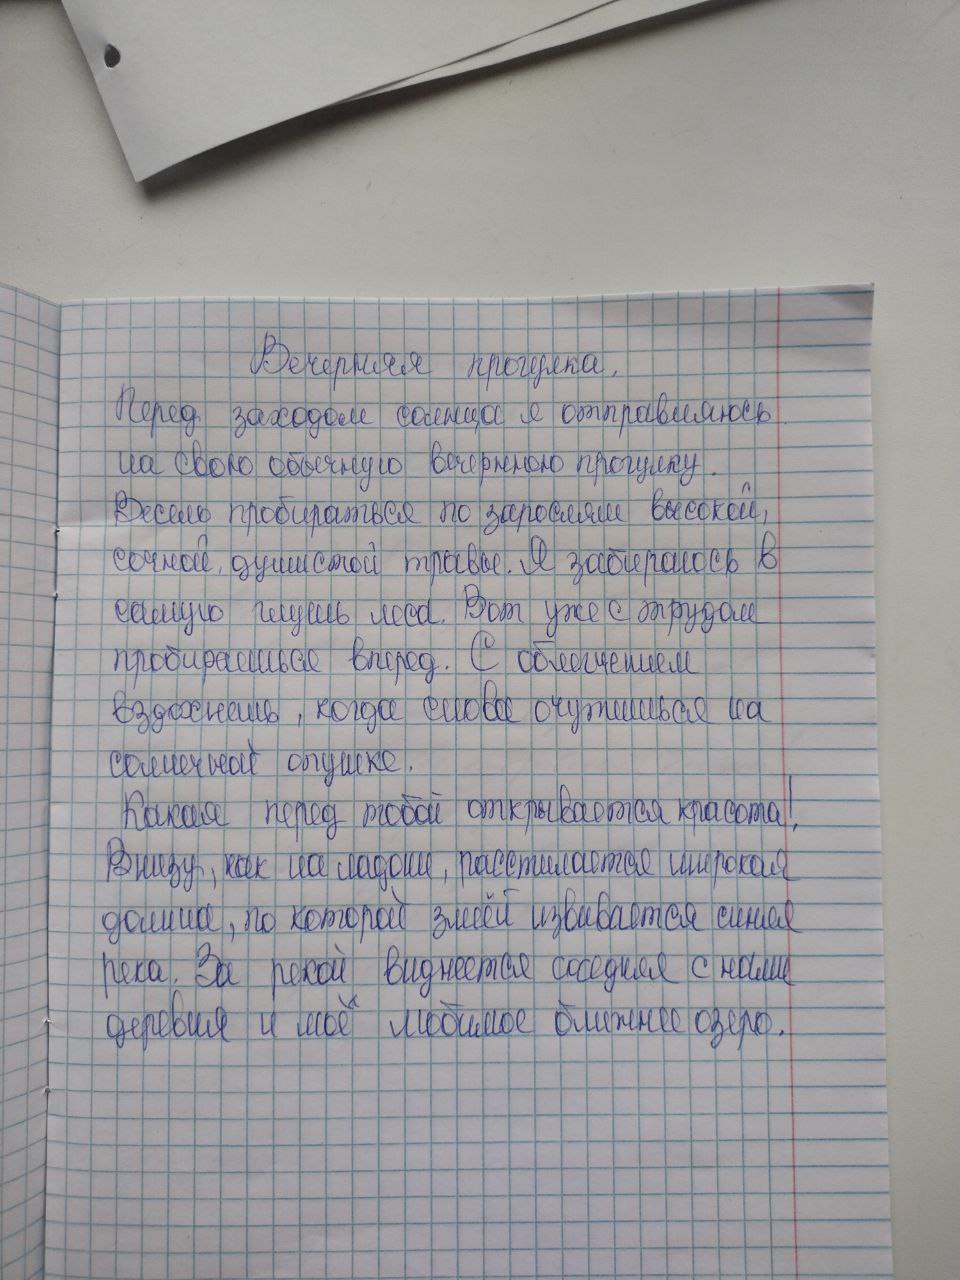 Вечерняя прогулка.
Перед заходом солнца я отправляюсь
на свою обычную вечернюю прогулку.
Весело пробираться по зарослям высокой,
сочной, душистой травы. Я забираюсь в
самую глушь леса. Вот уже с трудом
пробираешься вперед. С облегчением
вздохнешь, когда снова очутишься на
солнечной опушке.
Какая перед тобой открывается красота!
Внизу, как на ладони, расстилается широкая
долина, по которой змеёй извивается синяя
река. За рекой виднеется соседняя с нами
деревня и моё любимое ближнее озеро.